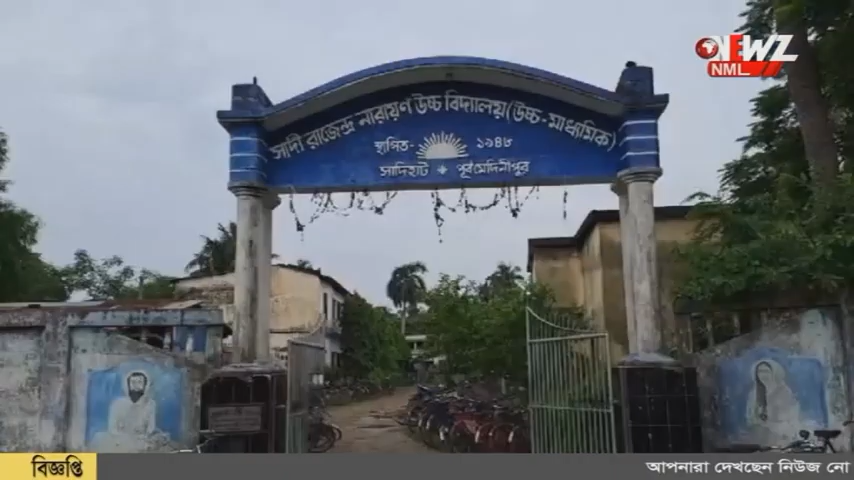 NEWZ
NML
সাদী রাজেন্দ্র নারায়ণ উচ্চ বিদ্যালয়(উচ্চ-মাধ্যমিক)
স্থাপিত- ১৯৪৮
সাদিহাট পূর্ব মেদিনীপুর
বিজ্ঞপ্তি
আপনারা দেখছেন নিউজ নো